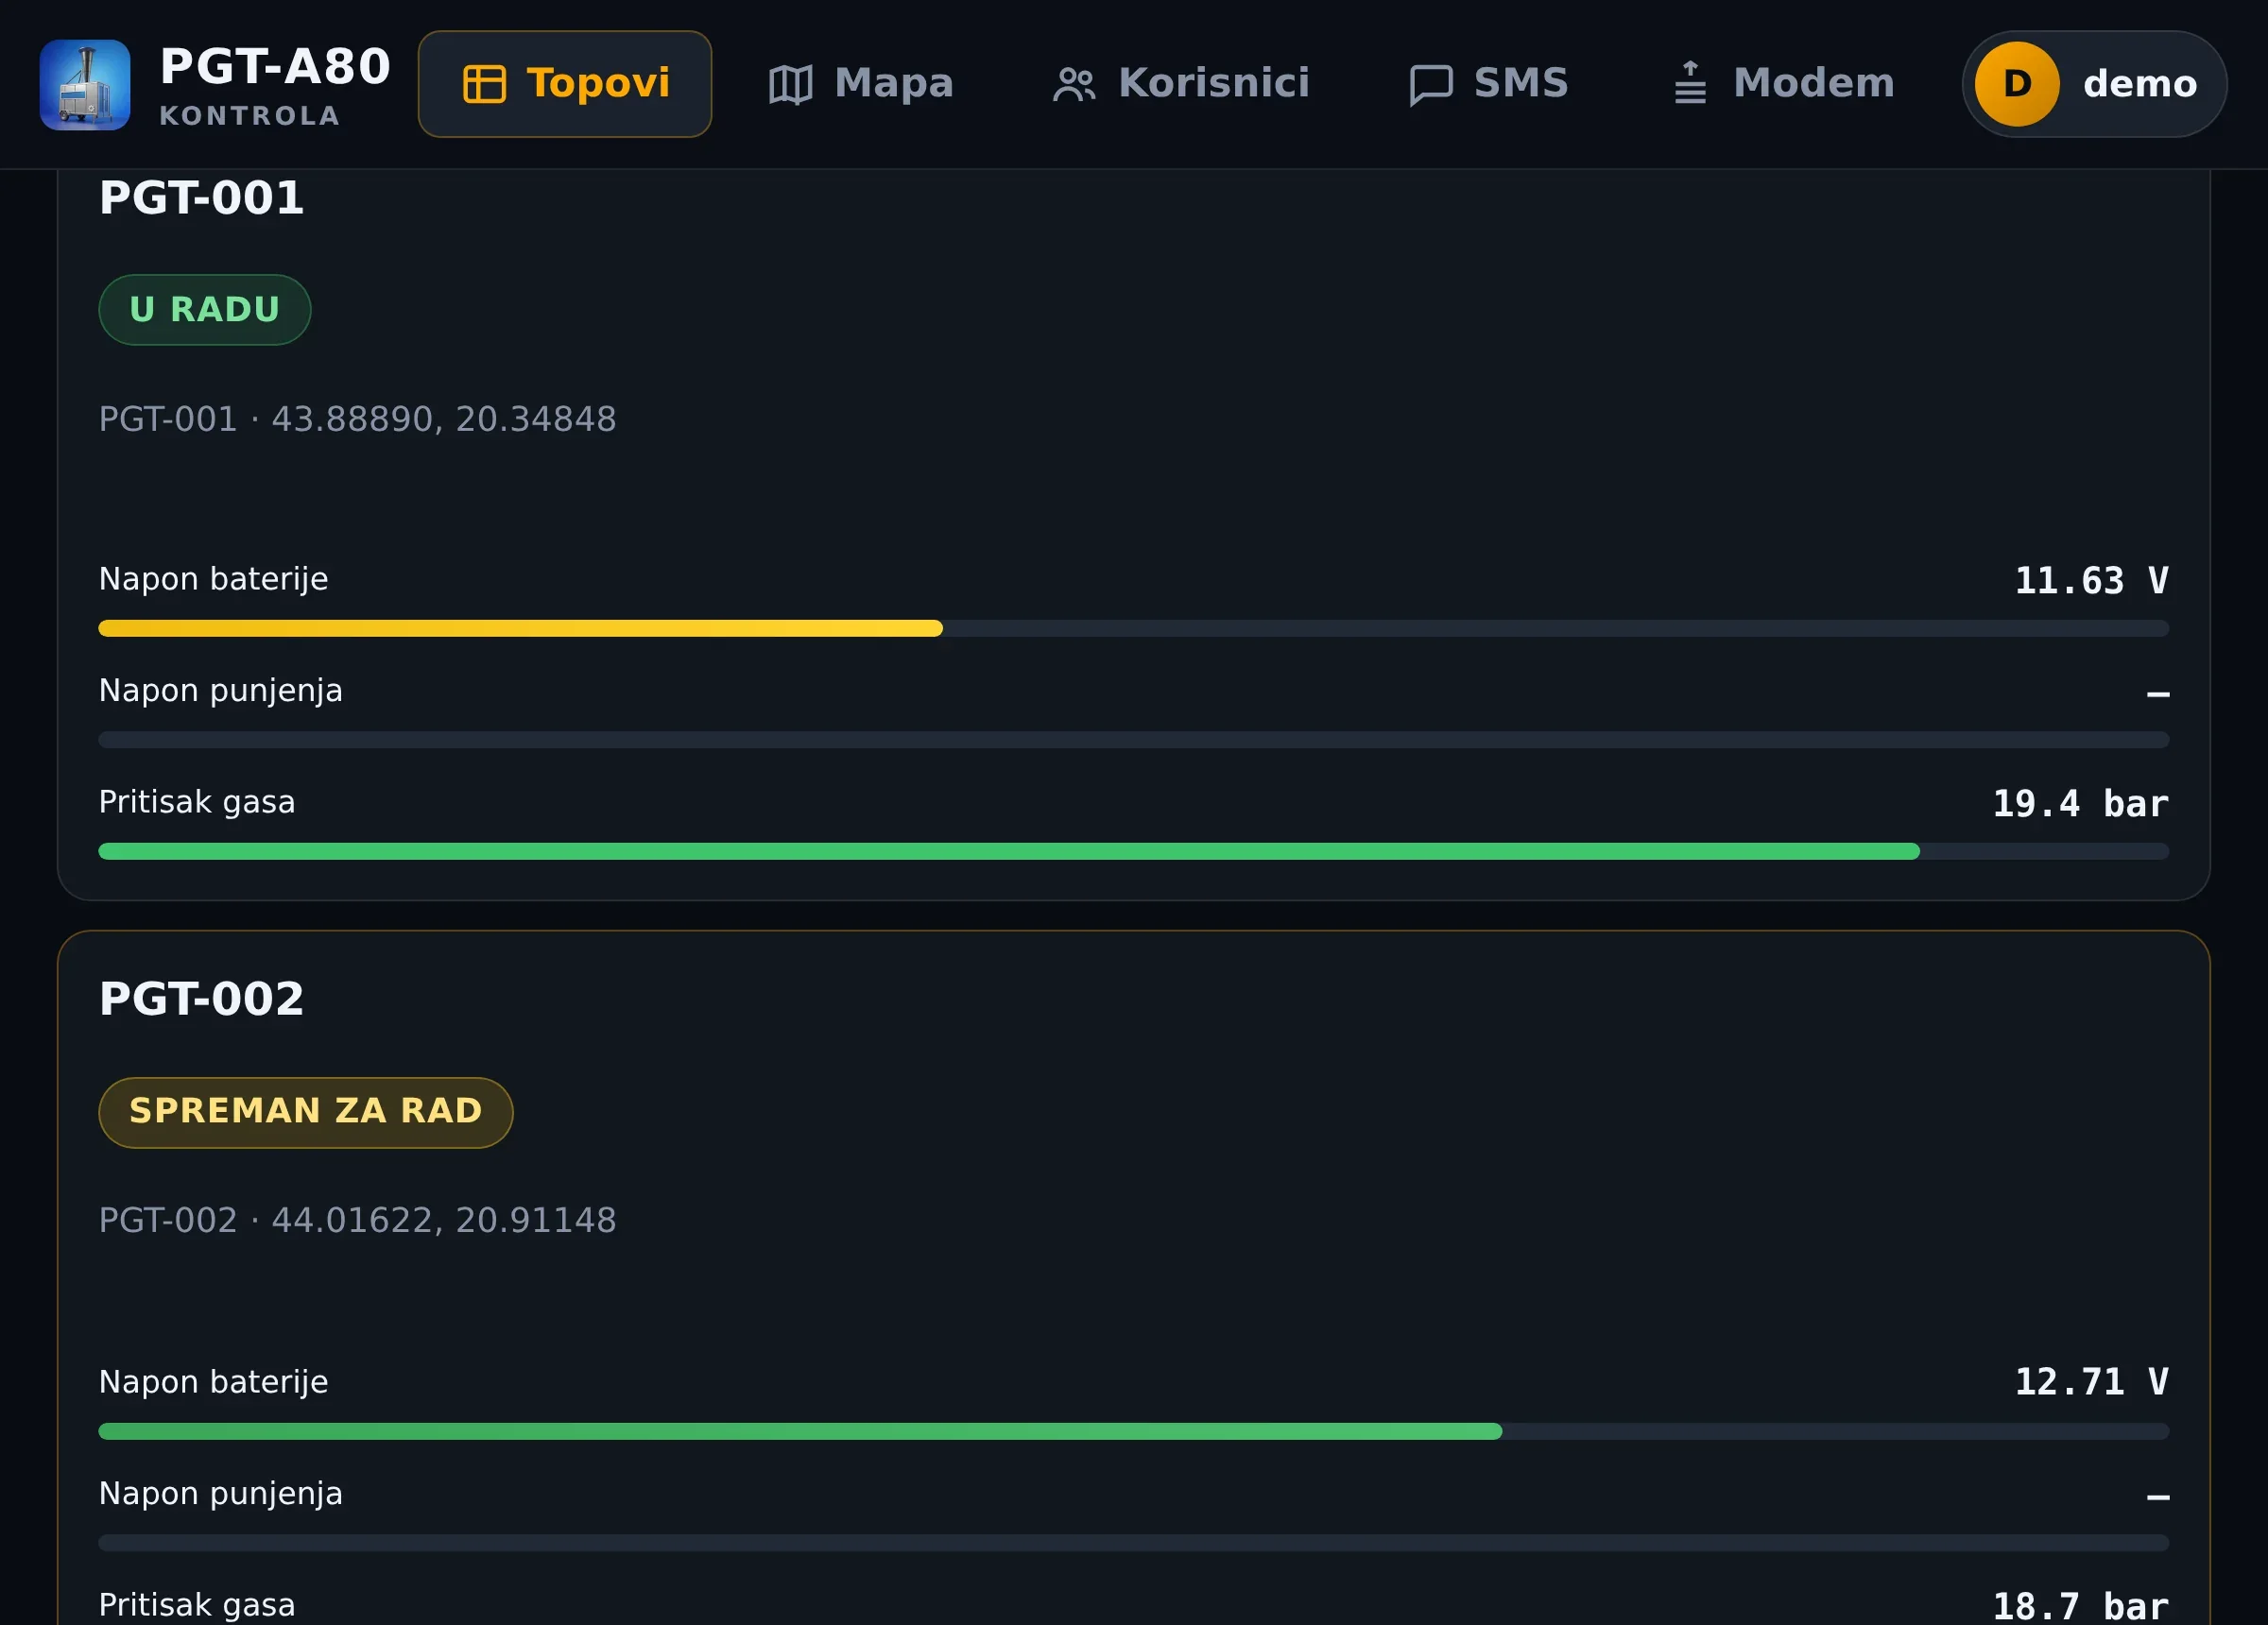 PGT-A80
KONTROLA
Topovi
Mapa
Korisnici
SMS
Modem
D
demo
PGT-001
U RADU
PGT-001 · 43.88890, 20.34848
Napon baterije
11.63 V
Napon punjenja
—
Pritisak gasa
19.4 bar
PGT-002
SPREMAN ZA RAD
PGT-002 · 44.01622, 20.91148
Napon baterije
12.71 V
Napon punjenja
—
Pritisak gasa
18.7 bar